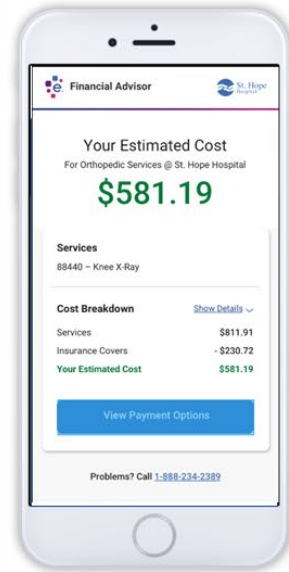 e Financial Advisor St. Hope
Hospital
Your Estimated Cost
For Orthopedic Services @ St. Hope Hospital
$581.19
Services
88440 – Knee X-Ray
Cost Breakdown Show Details
Services $811.91
Insurance Covers - $230.72
Your Estimated Cost $581.19
View Payment Options
Problems? Call 1-888-234-2389